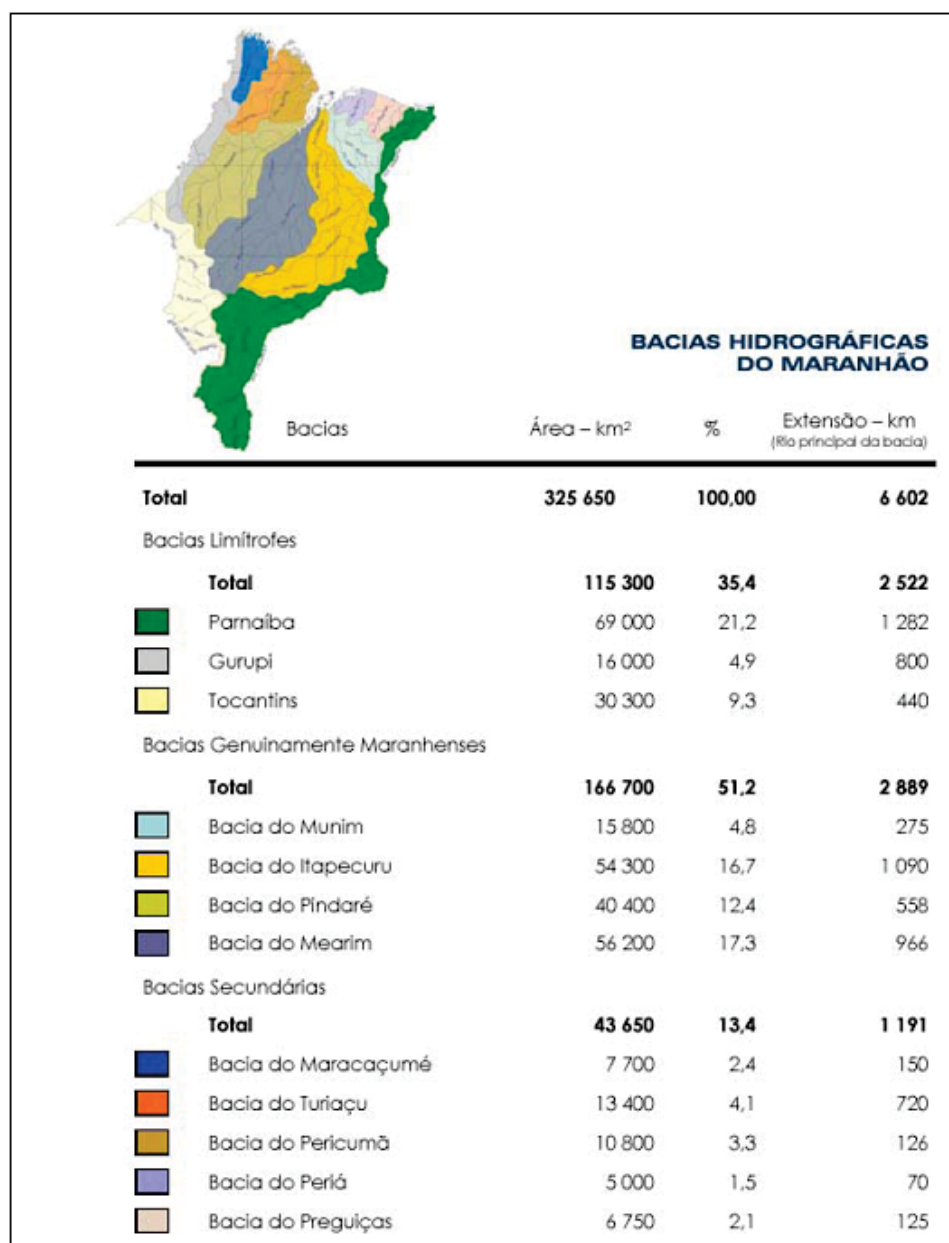 BACIAS HIDROGRÁFICAS
DO MARANHÃO
Bacias Área – km² % Extensão – km
(Rio principal da bacia)
Total 325 650 100,00 6 602
Bacias Limítrofes
Total 115 300 35,4 2 522
Parnaíba 69 000 21,2 1 282
Gurupi 16 000 4,9 800
Tocantins 30 300 9,3 440
Bacias Genuinamente Maranhenses
Total 166 700 51,2 2 889
Bacia do Munim 15 800 4,8 275
Bacia do Itapecuru 54 300 16,7 1 090
Bacia do Pindaré 40 400 12,4 558
Bacia do Mearim 56 200 17,3 966
Bacias Secundárias
Total 43 650 13,4 1 191
Bacia do Maracaçumé 7 700 2,4 150
Bacia do Turiaçu 13 400 4,1 720
Bacia do Pericumã 10 800 3,3 126
Bacia do Periá 5 000 1,5 70
Bacia do Preguiças 6 750 2,1 125